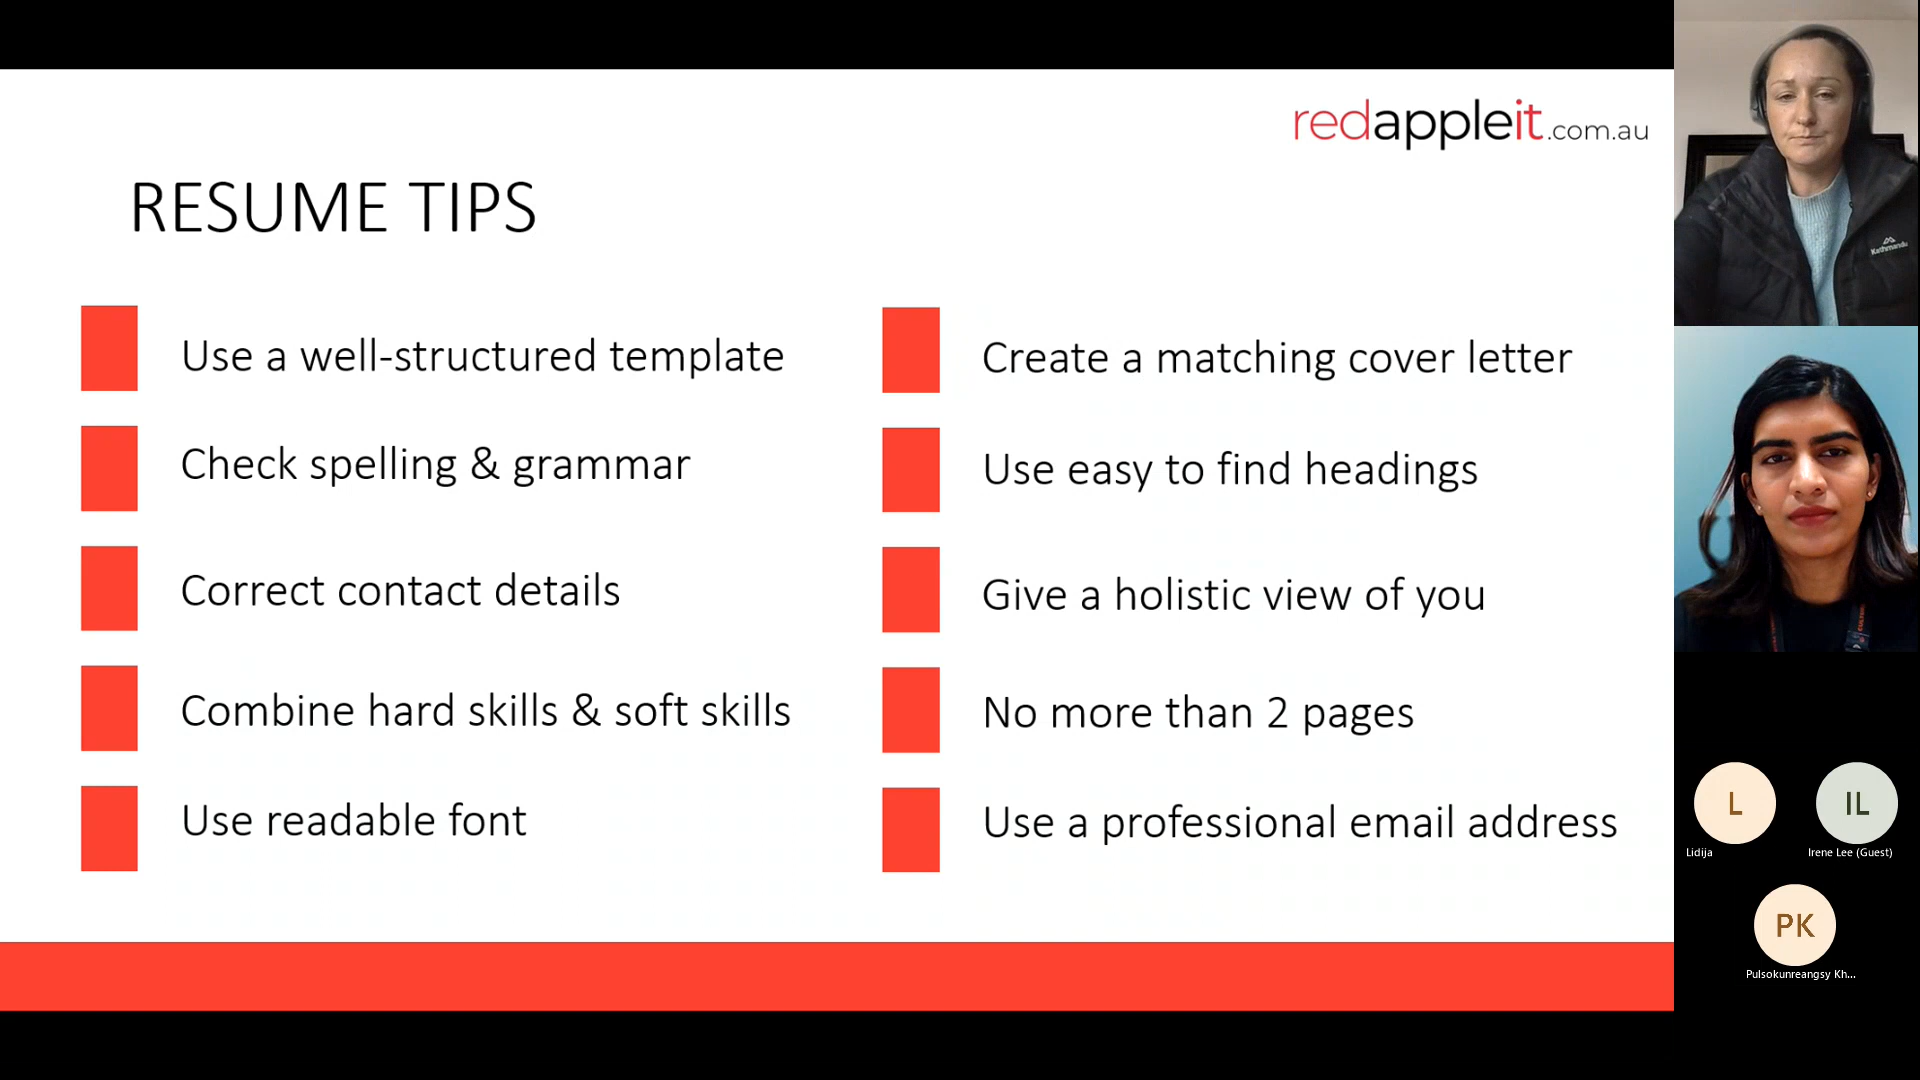 redappleit.com.au
RESUME TIPS
Use a well-structured template
Check spelling & grammar
Correct contact details
Combine hard skills & soft skills
Use readable font
Create a matching cover letter
Use easy to find headings
Give a holistic view of you
No more than 2 pages
Use a professional email address
Kathmandu
L
Lidija
IL
Irene Lee (Guest)
PK
Pulsokunreangsy Kh...